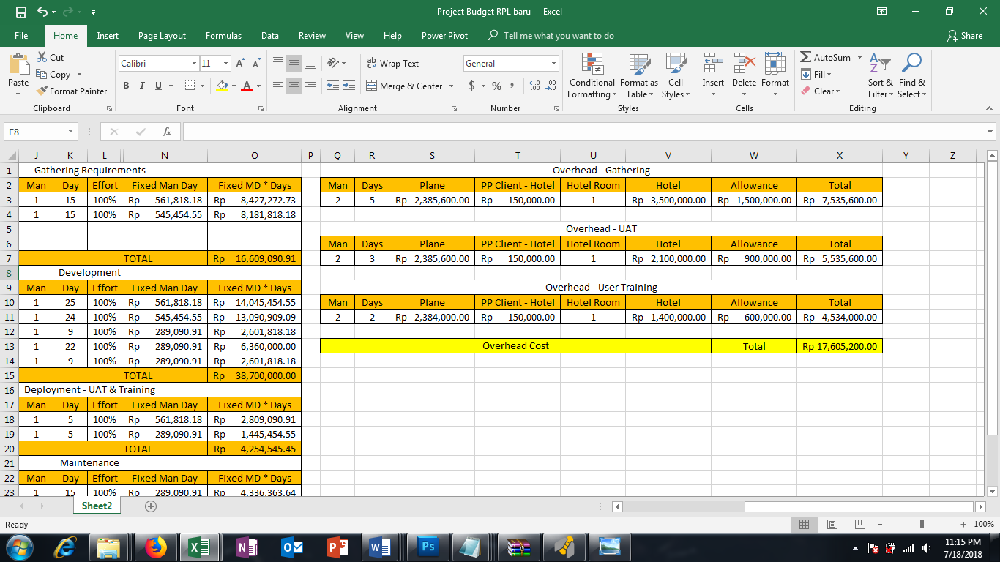 Project Budget RPL baru - Excel
File Home Insert Page Layout Formulas Data Review View Help Power Pivot Tell me what you want to do Share
Paste Cut Copy Format Painter
Calibri 11
B I U
Wrap Text
Merge & Center
General
$ % ,
Conditional Formatting Format as Table Cell Styles
Insert Delete Format
AutoSum Fill Clear
Sort & Filter Find & Select
Clipboard Font Alignment Number Styles Cells Editing
E8 fx
J K L N O P Q R S T U V W X Y Z
1 Gathering Requirements Overhead - Gathering
2 Man Day Effort Fixed Man Day Fixed MD * Days Man Days Plane PP Client - Hotel Hotel Room Hotel Allowance Total
3 1 15 100% Rp 561,818.18 Rp 8,427,272.73 2 5 Rp 2,385,600.00 Rp 150,000.00 1 Rp 3,500,000.00 Rp 1,500,000.00 Rp 7,535,600.00
4 1 15 100% Rp 545,454.55 Rp 8,181,818.18
5 Overhead - UAT
6 Man Days Plane PP Client - Hotel Hotel Room Hotel Allowance Total
7 TOTAL Rp 16,609,090.91 2 3 Rp 2,385,600.00 Rp 150,000.00 1 Rp 2,100,000.00 Rp 900,000.00 Rp 5,535,600.00
8 Development
9 Man Day Effort Fixed Man Day Fixed MD * Days Overhead - User Training
10 1 25 100% Rp 561,818.18 Rp 14,045,454.55 Man Days Plane PP Client - Hotel Hotel Room Hotel Allowance Total
11 1 24 100% Rp 545,454.55 Rp 13,090,909.09 2 2 Rp 2,384,000.00 Rp 150,000.00 1 Rp 1,400,000.00 Rp 600,000.00 Rp 4,534,000.00
12 1 9 100% Rp 289,090.91 Rp 2,601,818.18
13 1 22 100% Rp 289,090.91 Rp 6,360,000.00 Overhead Cost Total Rp 17,605,200.00
14 1 9 100% Rp 289,090.91 Rp 2,601,818.18
15 TOTAL Rp 38,700,000.00
16 Deployment - UAT & Training
17 Man Day Effort Fixed Man Day Fixed MD * Days
18 1 5 100% Rp 561,818.18 Rp 2,809,090.91
19 1 5 100% Rp 289,090.91 Rp 1,445,454.55
20 TOTAL Rp 4,254,545.45
21 Maintenance
22 Man Day Effort Fixed Man Day Fixed MD * Days
23 1 15 100% Rp 289,090.91 Rp 4,336,363.64
Sheet2
Ready 100%
11:15 PM
7/18/2018